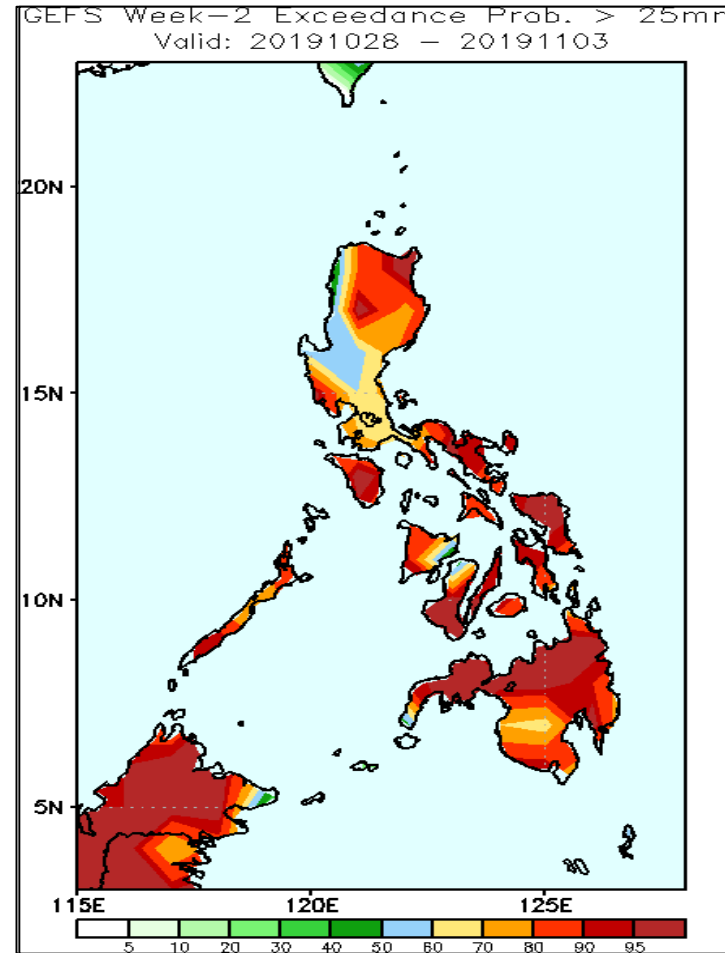 GEFS Week-2 Exceedance Prob. > 25mm
Valid: 20191028 - 20191103
20N
15N
10N
5N
115E 120E 125E
5 10 20 30 40 50 60 70 80 90 95